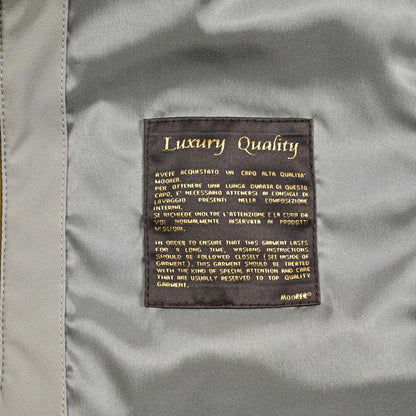 Luxury Quality
AVETE ACQUISTATO UN CAPO ALTA QUALITA'
MOORER.
PER OTTENERE UNA LUNGA DURATA DI QUESTO
CAPO, E' NECESSARIO ATTENERSI AI CONSIGLI DI
LAVAGGIO PRESENTI NELLA COMPOSIZIONE
INTERNA.
SI RICHIEDE INOLTRE L'ATTENZIONE E LA CURA DA
VOI NORMALMENTE RISERVATA AI PRODOTTI
MIGLIORI.
IN ORDER TO ENSURE THAT THIS GARMENT LASTS
FOR A LONG TIME, WASHING INSTRUCTIONS
SHOULD BE FOLLOWED CLOSELY (SEE INSIDE OF
GARMENT). THIS GARMENT SHOULD BE TREATED
WITH THE KIND OF SPECIAL ATTENTION AND CARE
THAT ARE USUALLY RESERVED TO TOP QUALITY
GARMENT.
MOORER®